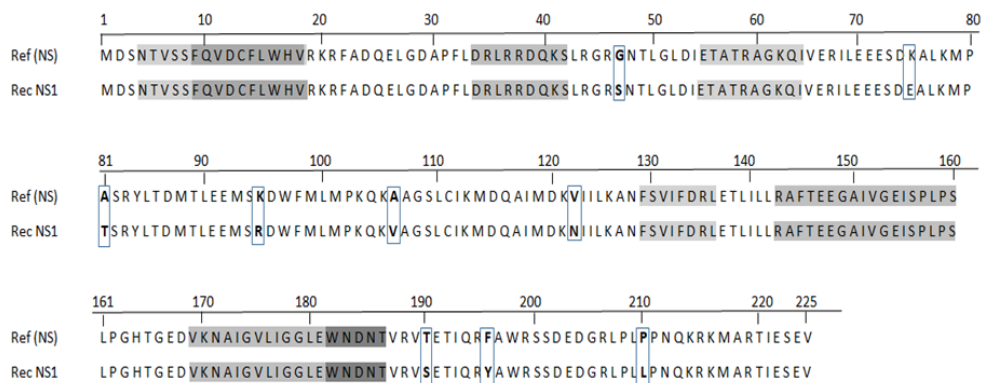 1 10 20 30 40 50 60 70 80
Ref (NS) MDSNTVSSFQVDCFLWHVRKRFADQELGDAPFLDRLRRDQKSLRGRGNTLGLDIETATRAGKQIVERILEEESDKALKMP
Rec NS1 MDSNTVSSFQVDCFLWHVRKRFADQELGDAPFLDRLRRDQKSLRGRSNTLGLDIETATRAGKQIVERILEEESDEALKMP
81 90 100 110 120 130 140 150 160
Ref (NS) ASRYLTDMTLEEMSKDWFMLMPKQKAAGSLCIKMDQAIMDKVIILKANFSVIFDRLETLILLRAFTEEGAIVGEISPLPS
Rec NS1 TSRYLTDMTLEEMSRDWFMLMPKQKVAGSLCIKMDQAIMDKNIILKANFSVIFDRLETLILLRAFTEEGAIVGEISPLPS
161 170 180 190 200 210 220 225
Ref (NS) LPGHTGEDVKNAIGVLIGGLEWNDNTVRVTETIQRFAWRSSDEDGRLPLPPNQKRKMARTIESEV
Rec NS1 LPGHTGEDVKNAIGVLIGGLEWNDNTVRVSETIQRYAWRSSDEDGRLPLLPNQKRKMARTIESEV